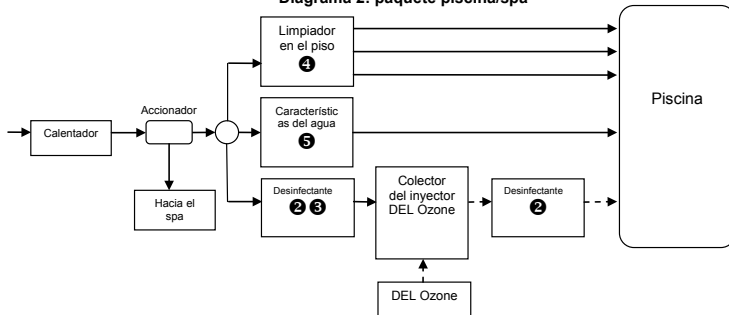 Diagrama 2: paquete piscina/spa
Limpiador
en el piso
❹
Piscina
Accionador
Calentador
Característic
as del agua
❺
Hacia el
spa
Desinfectante
❷❸
Colector
del inyector
DEL Ozone
Desinfectante
❷
DEL Ozone